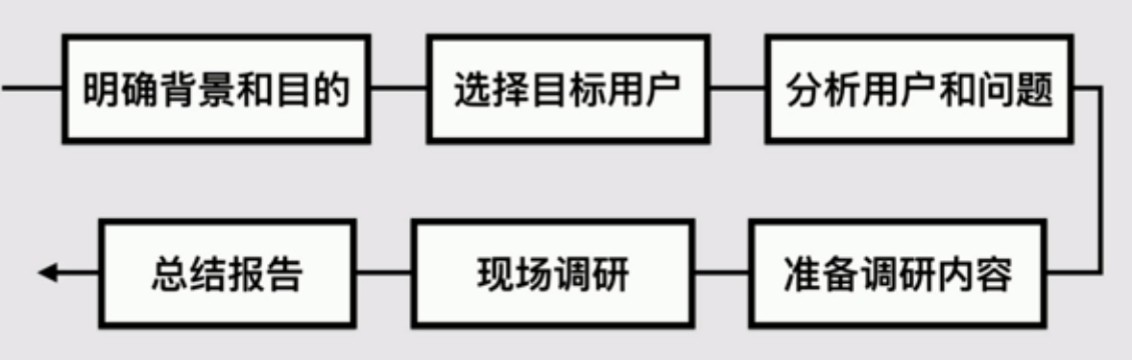 明确背景和目的
选择目标用户
分析用户和问题
准备调研内容
现场调研
总结报告